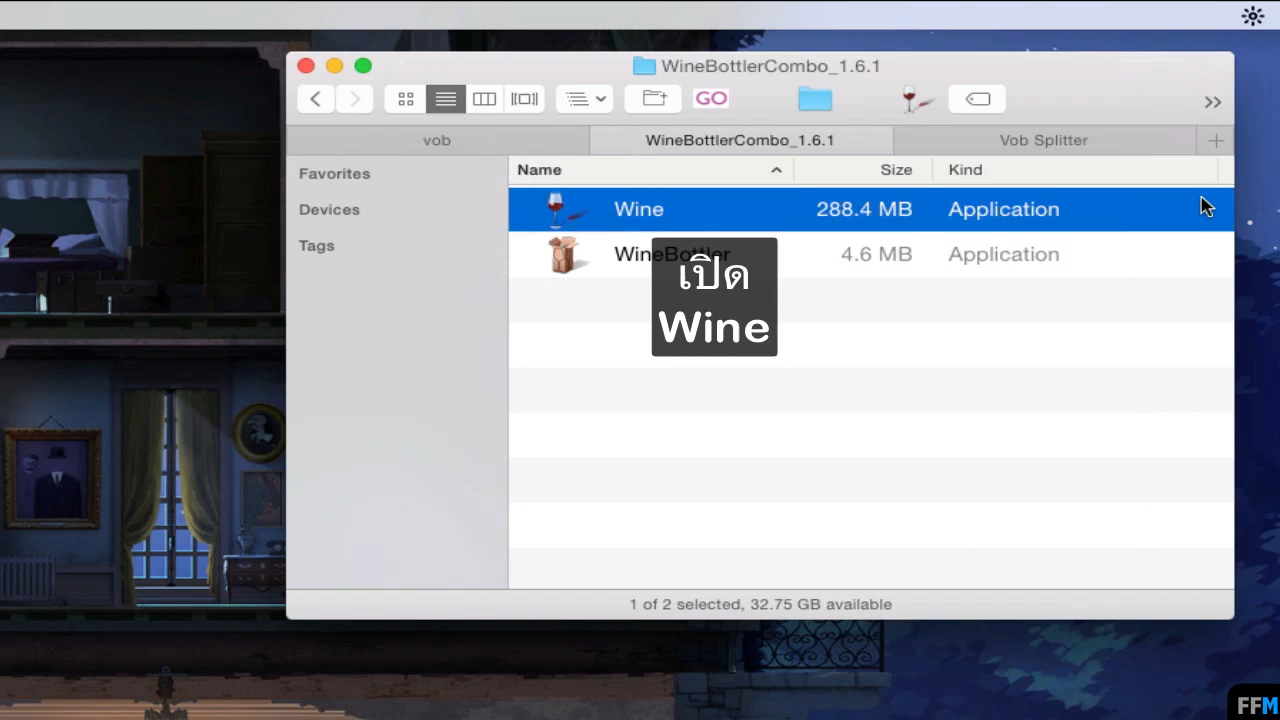 WineBottlerCombo_1.6.1
GO
vob
WineBottlerCombo_1.6.1
Vob Splitter
Favorites
Devices
Tags
Name Size Kind
Wine 288.4 MB Application
WineBottler 4.6 MB Application
เปิด
Wine
1 of 2 selected, 32.75 GB available
FFM